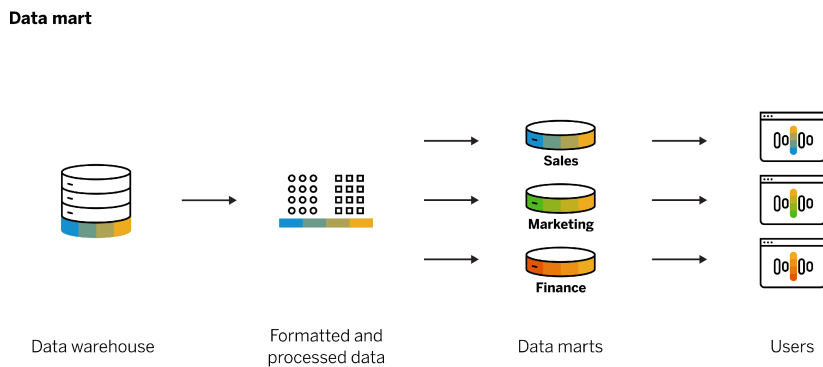 Data mart
Sales
Marketing
Finance
Data warehouse
Formatted and
processed data
Data marts
Users